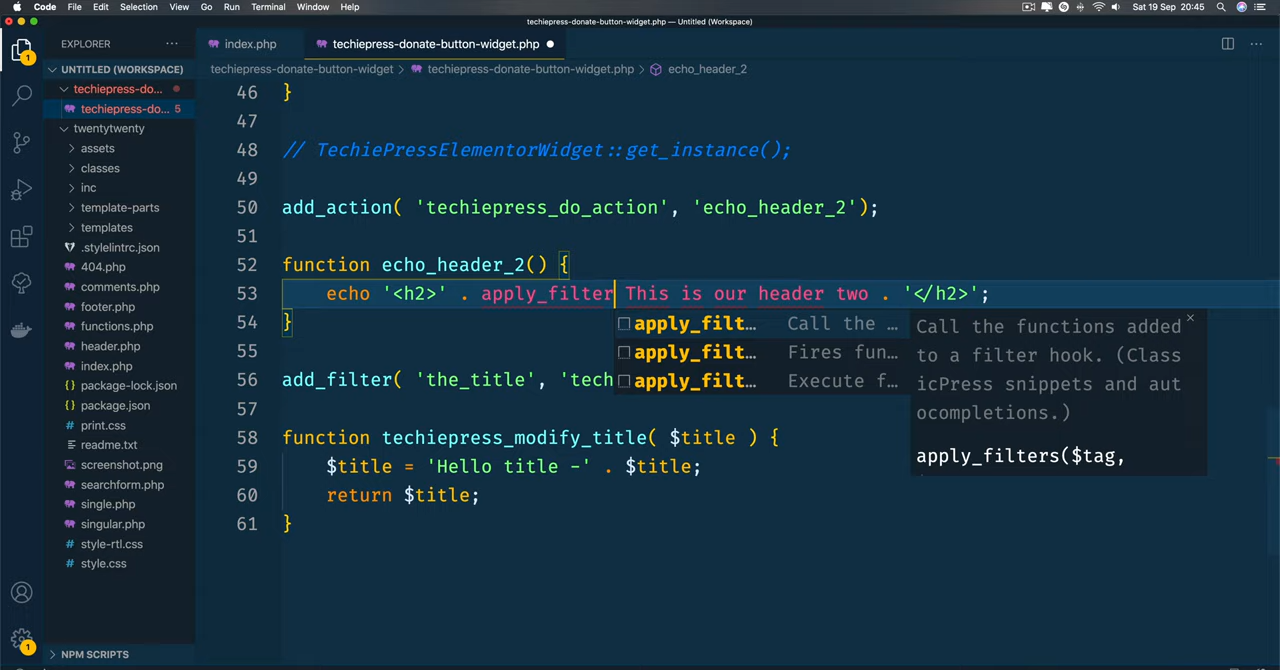 Code File Edit Selection View Go Run Terminal Window Help Sat 19 Sep 20:45
techiepress-donate-button-widget.php — Untitled (Workspace)
1
EXPLORER
UNTITLED (WORKSPACE)
techiepress-do...
techiepress-do... 5
twentytwenty
assets
classes
inc
template-parts
templates
.stylelintrc.json
404.php
comments.php
footer.php
functions.php
header.php
index.php
package-lock.json
package.json
print.css
readme.txt
screenshot.png
searchform.php
single.php
singular.php
style-rtl.css
style.css
NPM SCRIPTS
1
index.php techiepress-donate-button-widget.php
techiepress-donate-button-widget > techiepress-donate-button-widget.php > echo_header_2
46 }
47
48 // TechiePressElementorWidget::get_instance();
49
50 add_action( 'techiepress_do_action', 'echo_header_2');
51
52 function echo_header_2() {
53 echo '<h2>' . apply_filter This is our header two . '</h2>';
54 }
55
56 add_filter( 'the_title', 'tech
57
58 function techiepress_modify_title( $title ) {
59 $title = 'Hello title -' . $title;
60 return $title;
61 }
apply_filt… Call the …
apply_filt… Fires fun…
apply_filt… Execute f…
Call the functions added
to a filter hook. (Class
icPress snippets and aut
ocompletions.)
apply_filters($tag,